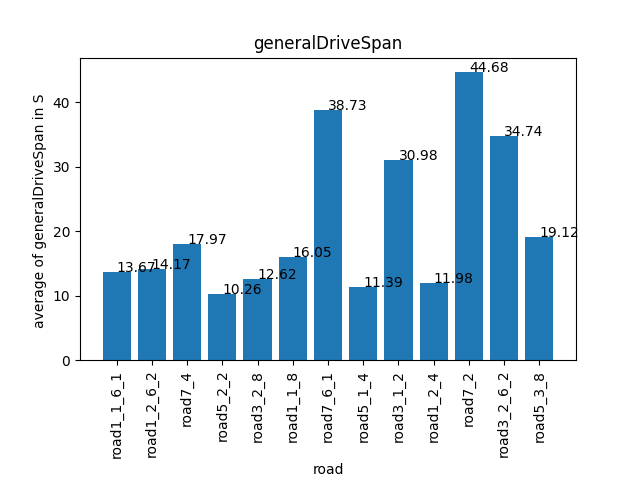 generalDriveSpan
average of generalDriveSpan in S
40
30
20
10
0
13.67
14.17
17.97
10.26
12.62
16.05
38.73
11.39
30.98
11.98
44.68
34.74
19.12
road1_1_6_1
road1_2_6_2
road7_4
road5_2_2
road3_2_8
road1_1_8
road7_6_1
road5_1_4
road3_1_2
road1_2_4
road7_2
road3_2_6_2
road5_3_8
road